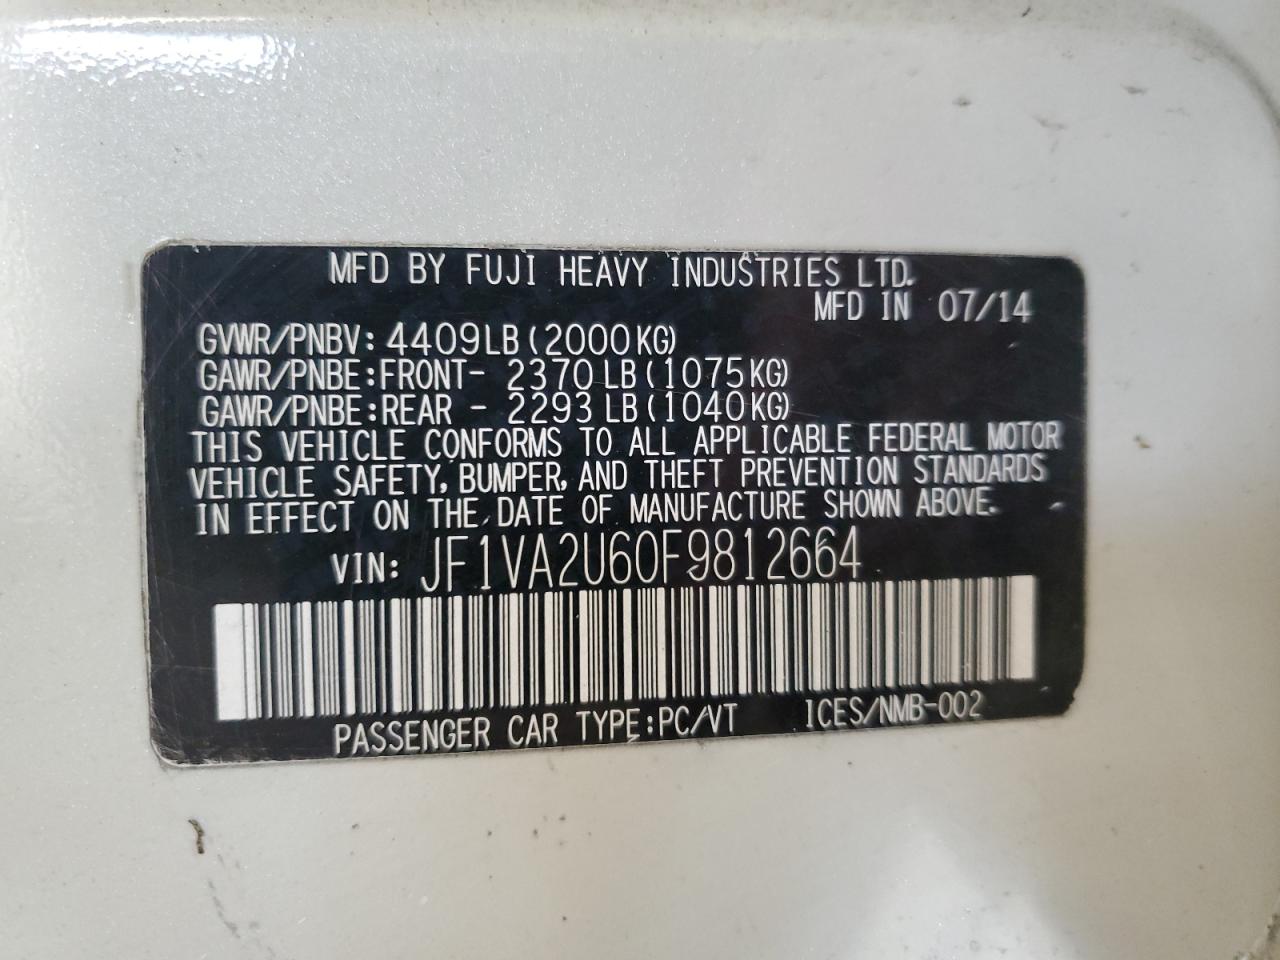 MFD BY FUJI HEAVY INDUSTRIES LTD.
MFD IN 07/14
GVWR/PNBV: 4409LB(2000KG)
GAWR/PNBE:FRONT- 2370LB(1075KG)
GAWR/PNBE:REAR - 2293LB(1040KG)
THIS VEHICLE CONFORMS TO ALL APPLICABLE FEDERAL MOTOR
VEHICLE SAFETY, BUMPER, AND THEFT PREVENTION STANDARDS
IN EFFECT ON THE DATE OF MANUFACTURE SHOWN ABOVE.
VIN: JF1VA2U60F9812664
PASSENGER CAR TYPE:PC/VT ICES/NMB-002